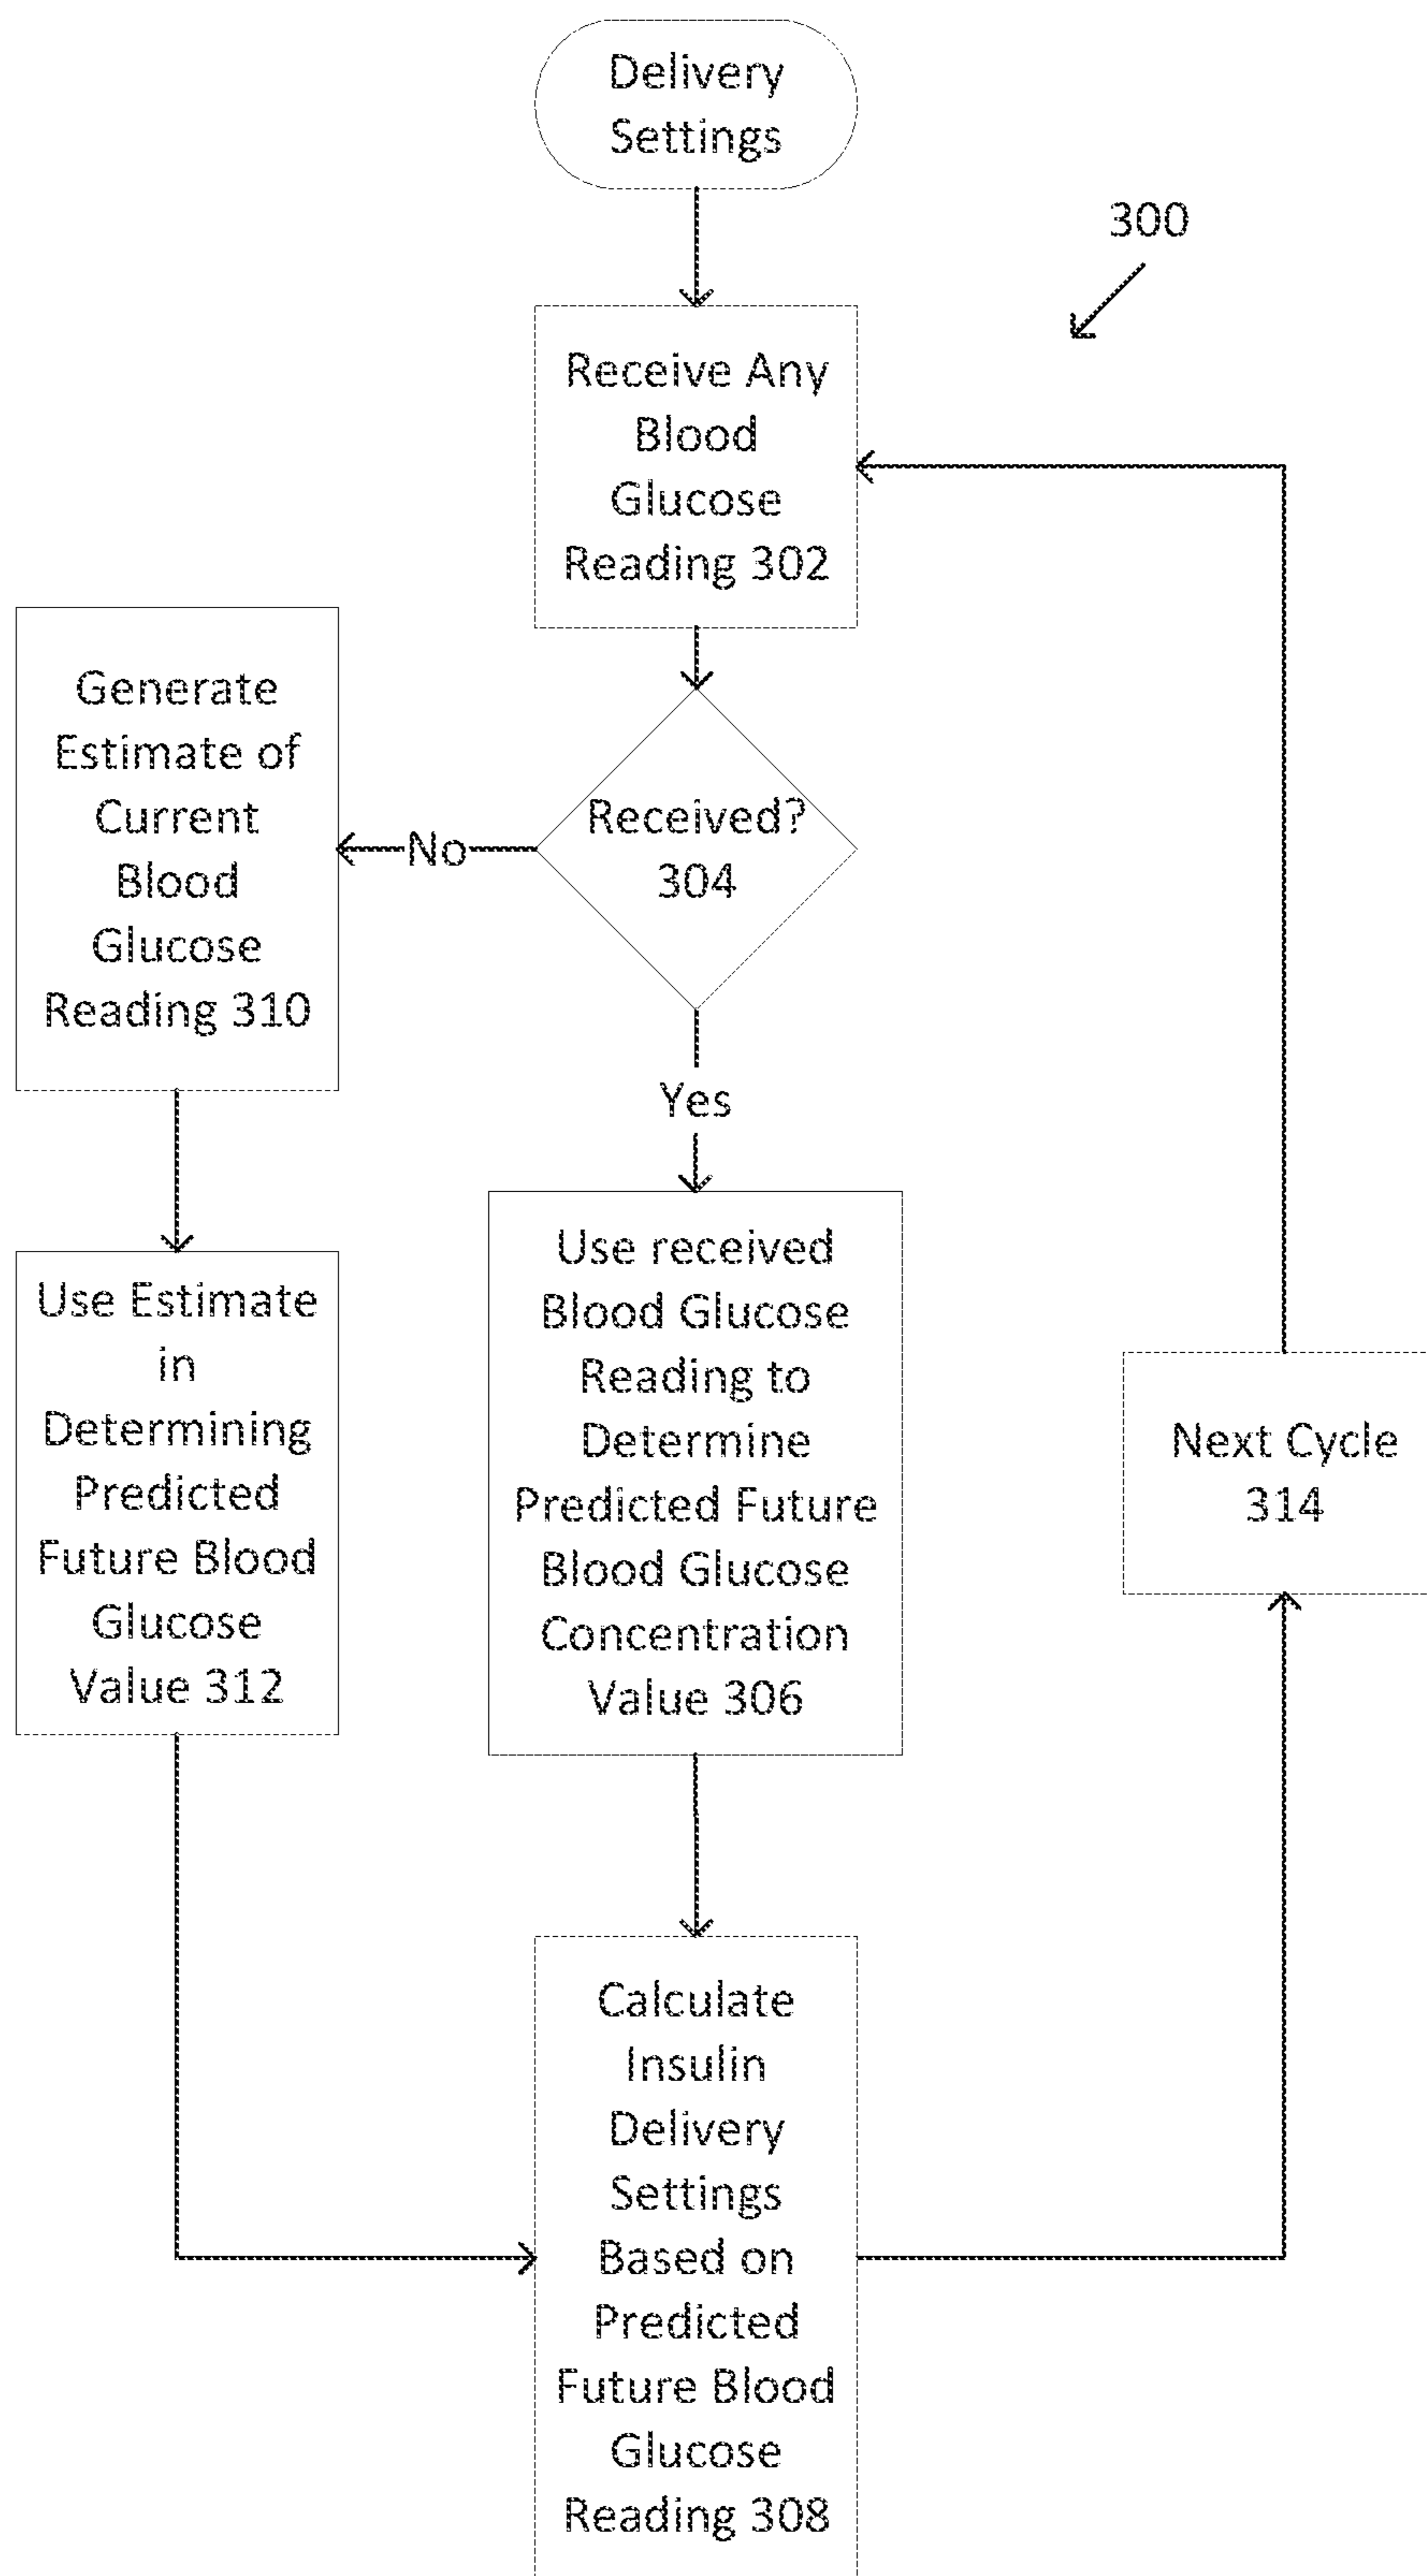 Delivery
Settings
300
Receive Any
Blood
Glucose
Reading 302
Generate
Estimate of
Current
Blood
Glucose
Reading 310
Received?
304
No
Yes
Use Estimate
in
Determining
Predicted
Future Blood
Glucose
Value 312
Use received
Blood Glucose
Reading to
Determine
Predicted Future
Blood Glucose
Concentration
Value 306
Next Cycle
314
Calculate
Insulin
Delivery
Settings
Based on
Predicted
Future Blood
Glucose
Reading 308